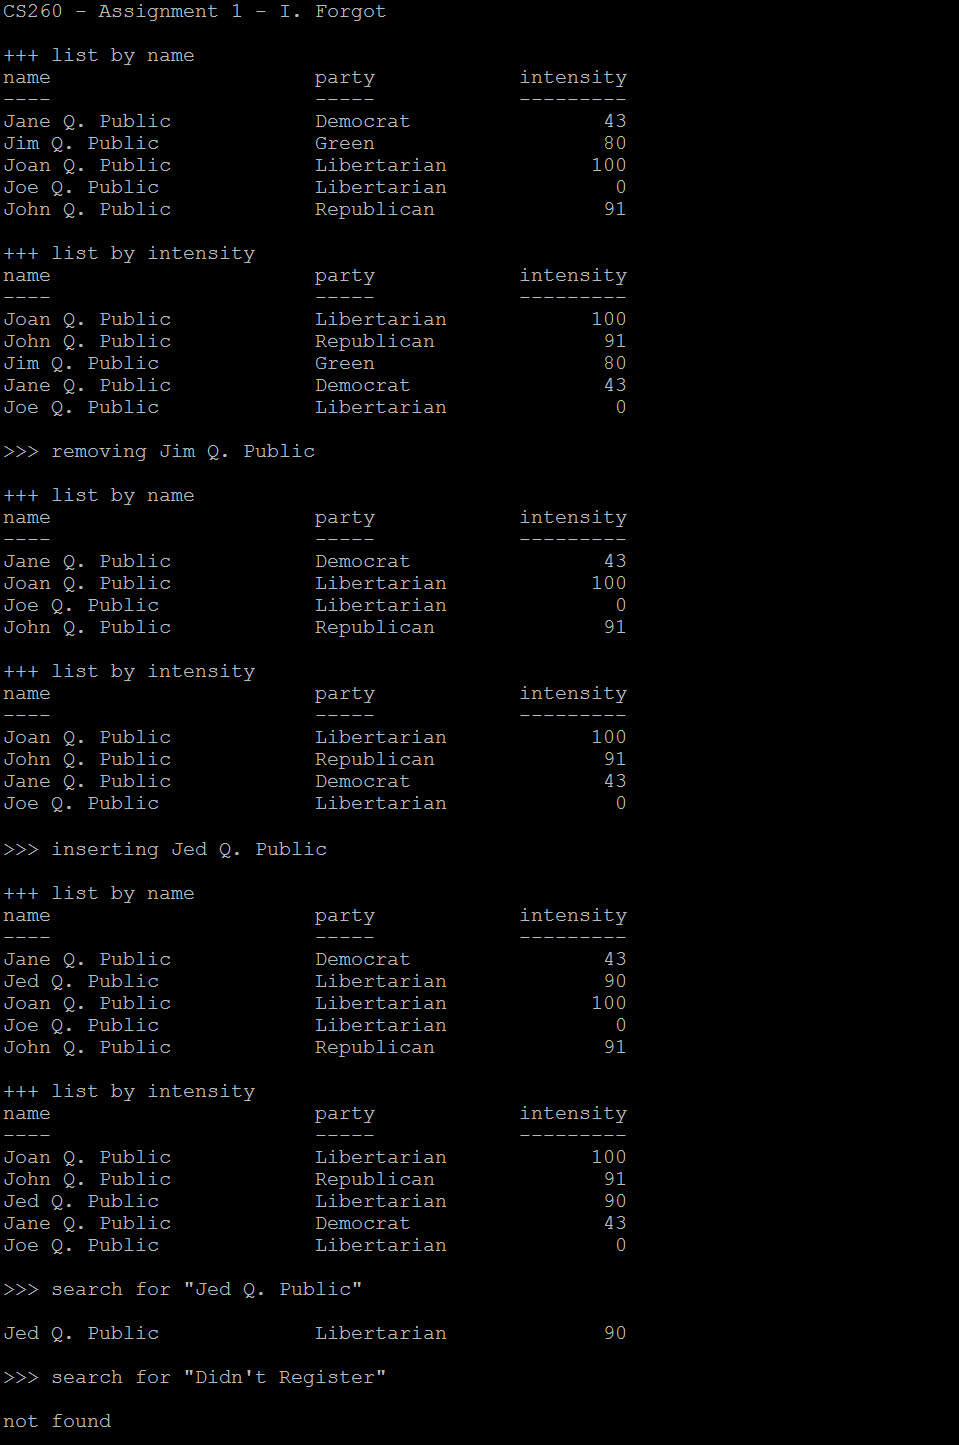 CS260 - Assignment 1 - I. Forgot
+++ list by name
name party intensity
---- ----- ---------
Jane Q. Public Democrat 43
Jim Q. Public Green 80
Joan Q. Public Libertarian 100
Joe Q. Public Libertarian 0
John Q. Public Republican 91
+++ list by intensity
name party intensity
---- ----- ---------
Joan Q. Public Libertarian 100
John Q. Public Republican 91
Jim Q. Public Green 80
Jane Q. Public Democrat 43
Joe Q. Public Libertarian 0
>>> removing Jim Q. Public
+++ list by name
name party intensity
---- ----- ---------
Jane Q. Public Democrat 43
Joan Q. Public Libertarian 100
Joe Q. Public Libertarian 0
John Q. Public Republican 91
+++ list by intensity
name party intensity
---- ----- ---------
Joan Q. Public Libertarian 100
John Q. Public Republican 91
Jane Q. Public Democrat 43
Joe Q. Public Libertarian 0
>>> inserting Jed Q. Public
+++ list by name
name party intensity
---- ----- ---------
Jane Q. Public Democrat 43
Jed Q. Public Libertarian 90
Joan Q. Public Libertarian 100
Joe Q. Public Libertarian 0
John Q. Public Republican 91
+++ list by intensity
name party intensity
---- ----- ---------
Joan Q. Public Libertarian 100
John Q. Public Republican 91
Jed Q. Public Libertarian 90
Jane Q. Public Democrat 43
Joe Q. Public Libertarian 0
>>> search for "Jed Q. Public"
Jed Q. Public Libertarian 90
>>> search for "Didn't Register"
not found